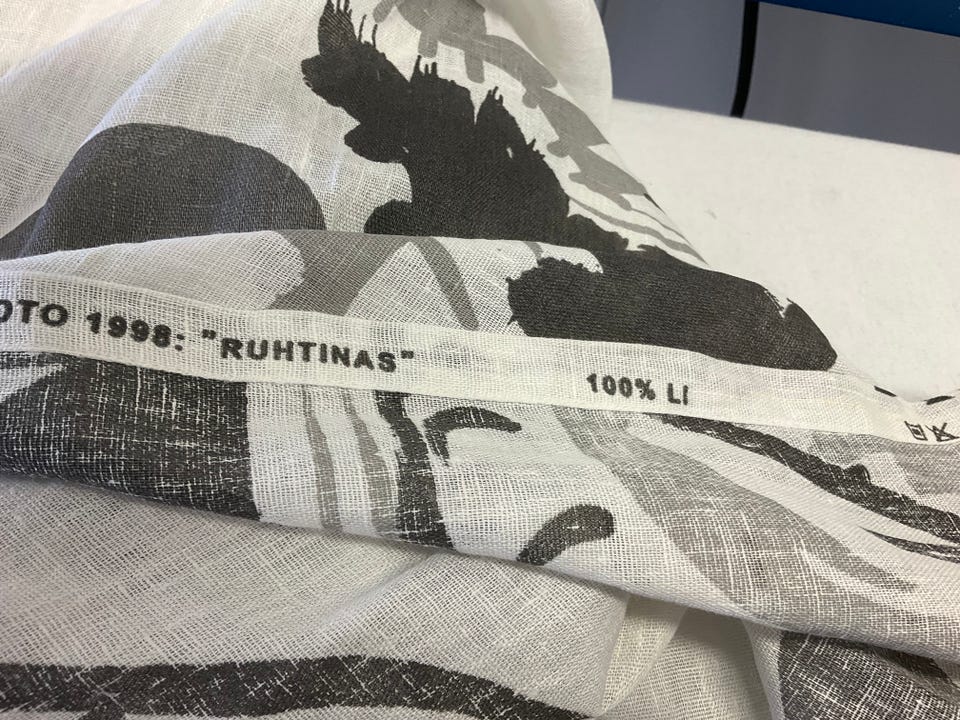 OTO 1998: "RUHTINAS" 100% LI